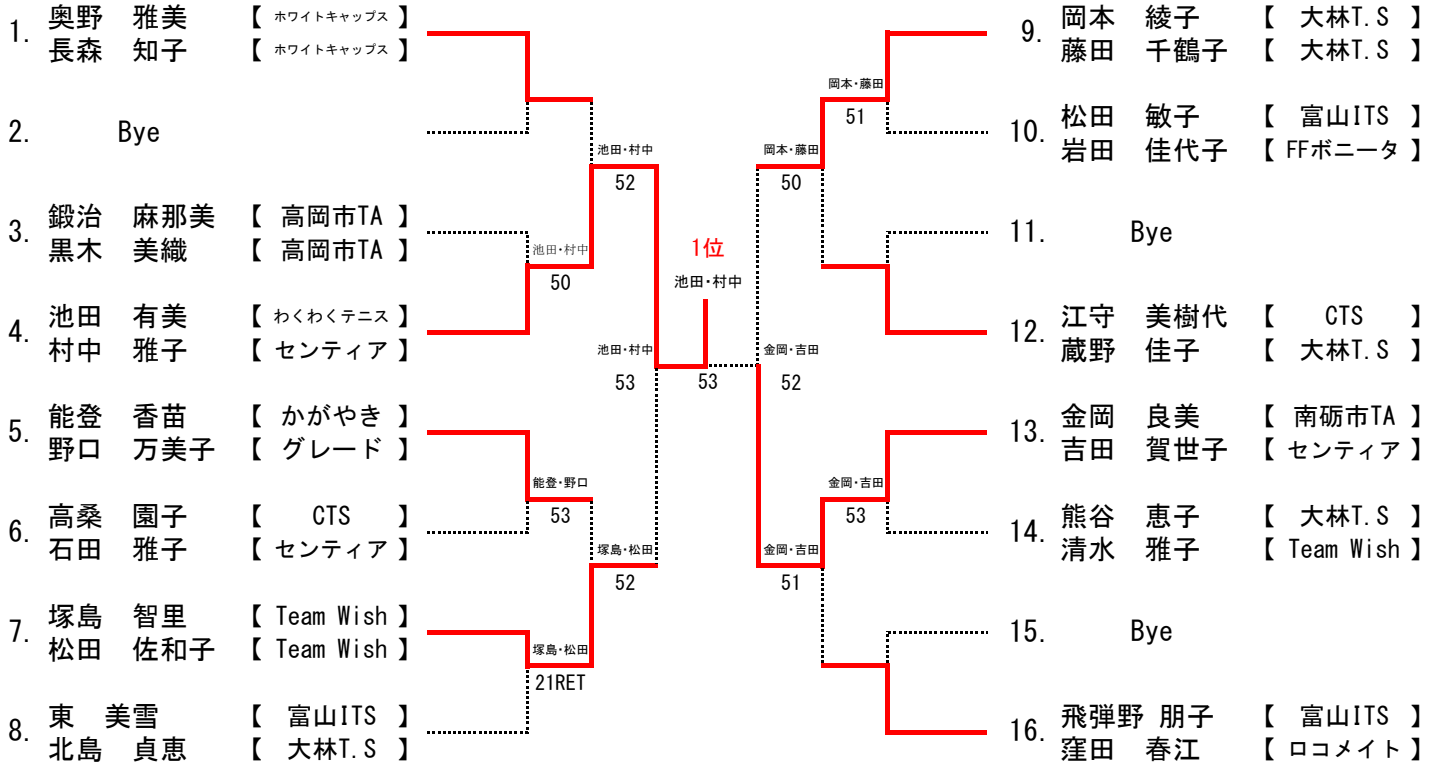 1. 奥野 雅美 【 ホワイトキャップス 】
長森 知子 【 ホワイトキャップス 】
2. Bye
3. 鍛治 麻那美 【 高岡市TA 】
黒木 美織 【 高岡市TA 】
4. 池田 有美 【 わくわくテニス 】
村中 雅子 【 センティア 】
5. 能登 香苗 【 かがやき 】
野口 万美子 【 グレード 】
6. 高桑 園子 【 CTS 】
石田 雅子 【 センティア 】
7. 塚島 智里 【 Team Wish 】
松田 佐和子 【 Team Wish 】
8. 東 美雪 【 富山ITS 】
北島 貞恵 【 大林T.S 】
池田・村中
50
能登・野口
53
塚島・松田
21RET
池田・村中
52
塚島・松田
52
池田・村中
53
1位
池田・村中
53
金岡・吉田
52
岡本・藤田
50
金岡・吉田
51
岡本・藤田
51
金岡・吉田
53
9. 岡本 綾子 【 大林T.S 】
藤田 千鶴子 【 大林T.S 】
10. 松田 敏子 【 富山ITS 】
岩田 佳代子 【 FFボニータ 】
11. Bye
12. 江守 美樹代 【 CTS 】
蔵野 佳子 【 大林T.S 】
13. 金岡 良美 【 南砺市TA 】
吉田 賀世子 【 センティア 】
14. 熊谷 恵子 【 大林T.S 】
清水 雅子 【 Team Wish 】
15. Bye
16. 飛弾野 朋子 【 富山ITS 】
窪田 春江 【 ロコメイト 】